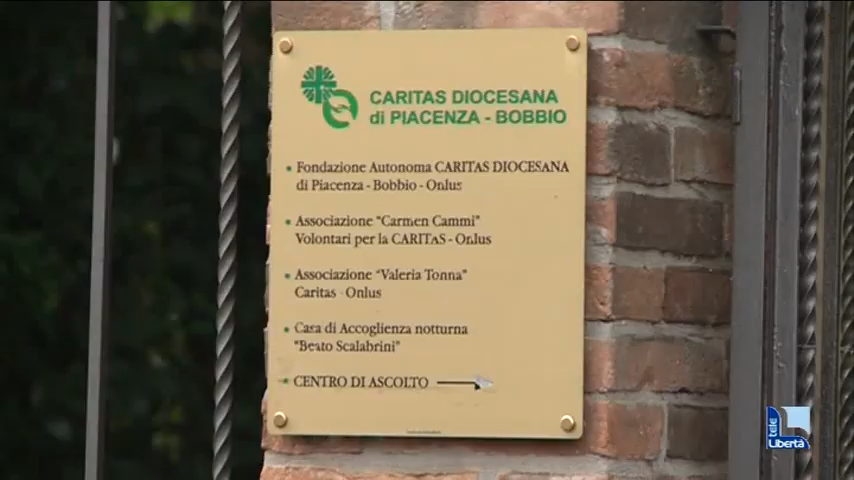 CARITAS DIOCESANA
di PIACENZA - BOBBIO
• Fondazione Autonoma CARITAS DIOCESANA
di Piacenza - Bobbio - Onlus
• Associazione "Carmen Cammi"
Volontari per la CARITAS - Onlus
• Associazione "Valeria Tonna"
Caritas - Onlus
• Casa di Accoglienza notturna
"Beato Scalabrini"
• CENTRO DI ASCOLTO
tele
Libertà